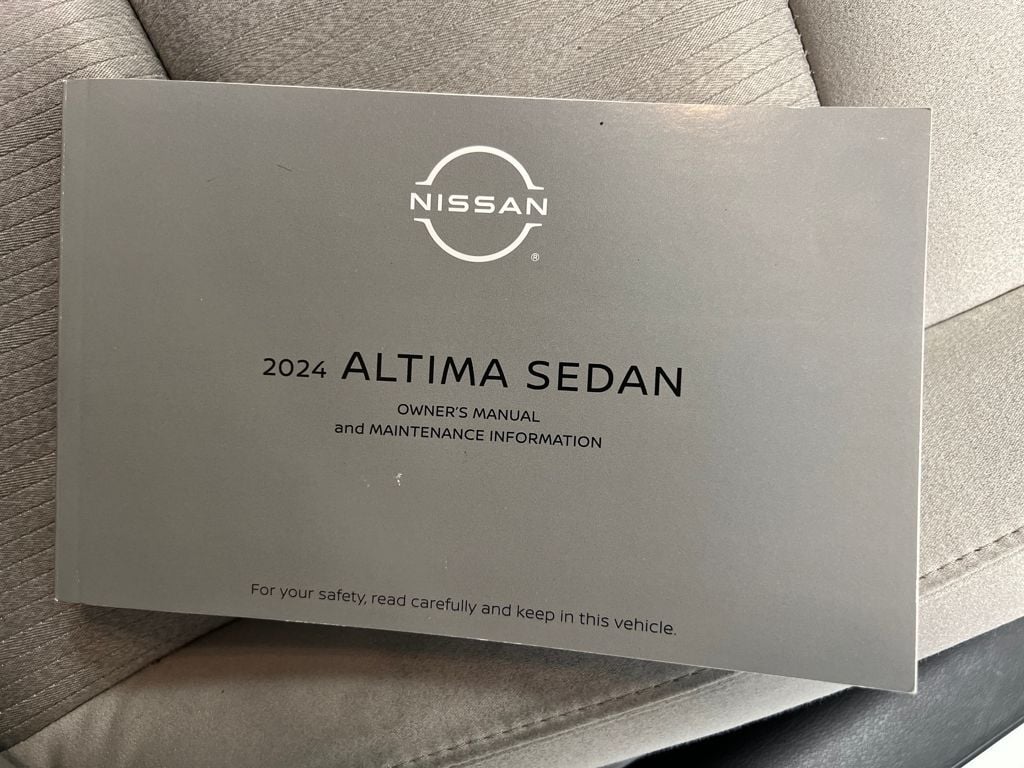 NISSAN
®
2024 ALTIMA SEDAN
OWNER'S MANUAL
and MAINTENANCE INFORMATION
For your safety, read carefully and keep in this vehicle.